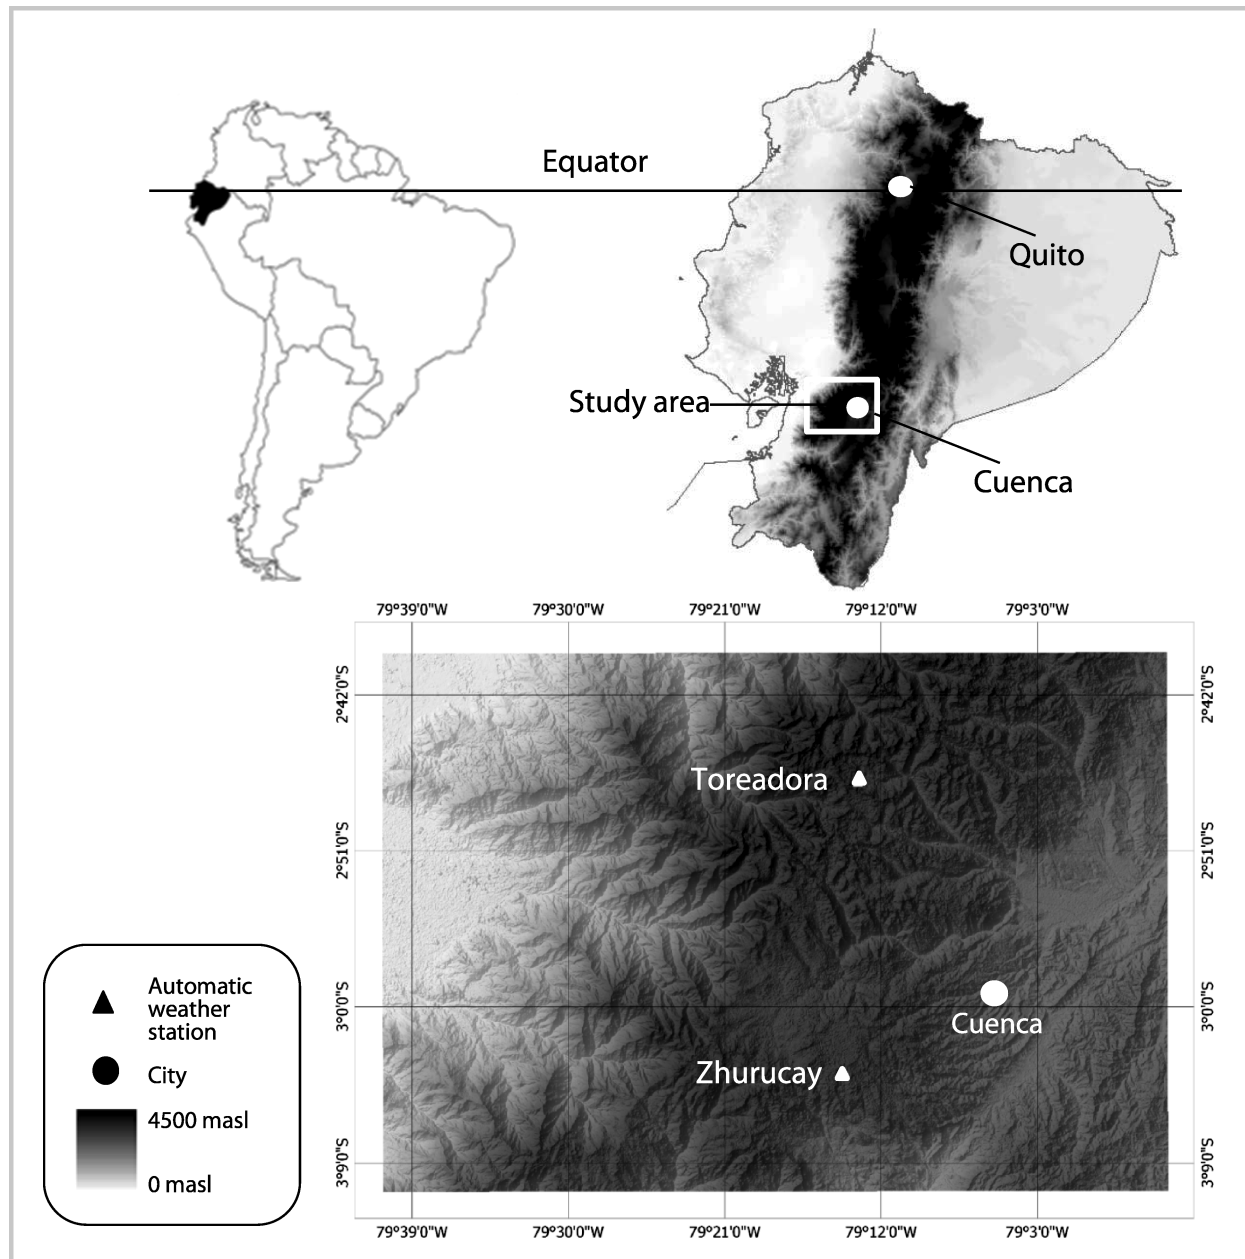 Equator
Quito
Study area
Cuenca
79°39'0"W 79°30'0"W 79°21'0"W 79°12'0"W 79°3'0"W
2°42'0"S 2°42'0"S
Toreadora
2°51'0"S 2°51'0"S
3°0'0"S 3°0'0"S
Cuenca
Zhurucay
3°9'0"S 3°9'0"S
79°39'0"W 79°30'0"W 79°21'0"W 79°12'0"W 79°3'0"W
Automatic
weather
station
City
4500 masl
0 masl